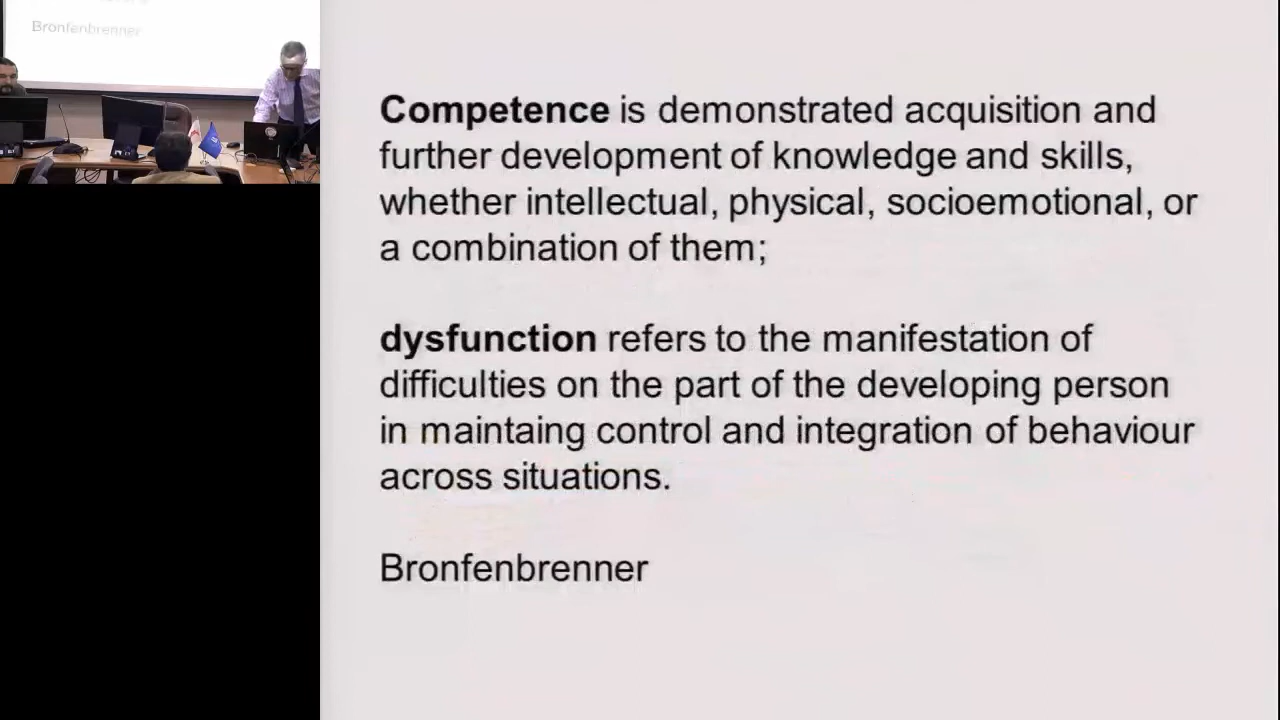 Bronfenbrenner
Competence is demonstrated acquisition and
further development of knowledge and skills,
whether intellectual, physical, socioemotional, or
a combination of them;
dysfunction refers to the manifestation of
difficulties on the part of the developing person
in maintaing control and integration of behaviour
across situations.
Bronfenbrenner